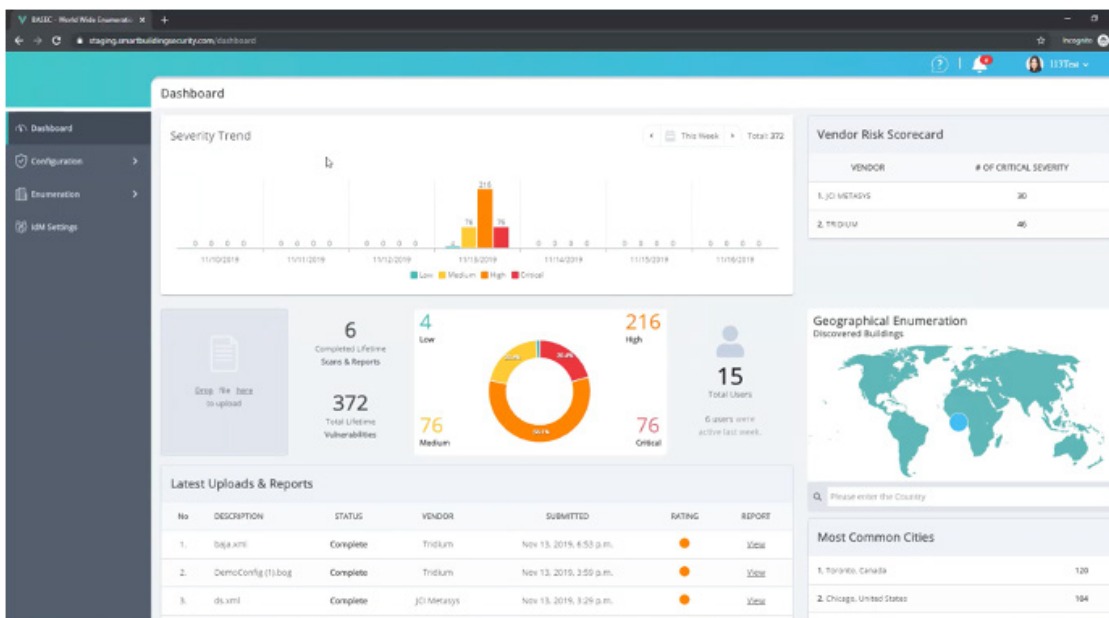 BASEC - World Wide Enumeratio
staging.smartbuildingsecurity.com/dashboard
Incognito
113Test
Dashboard
Dashboard
Configuration
Enumeration
IdM Settings
Severity Trend
This Week
Total: 372
216
76
76
4
0 0 0 0
0 0 0 0
0 0 0 0
0 0 0 0
0 0 0 0
0 0 0 0
11/10/2019
11/11/2019
11/12/2019
11/13/2019
11/14/2019
11/15/2019
11/16/2019
Low Medium High Critical
Vendor Risk Scorecard
VENDOR # OF CRITICAL SEVERITY
1. JCI METASYS 30
2. TRIDIUM 46
Drop file here
to upload
6
Completed Lifetime
Scans & Reports
372
Total Lifetime
Vulnerabilities
4
Low
216
High
76
Medium
76
Critical
20.4%
15
Total Users
6 users were
active last week.
Geographical Enumeration
Discovered Buildings
Please enter the Country
Latest Uploads & Reports
No DESCRIPTION STATUS VENDOR SUBMITTED RATING REPORT
1. baja.xml Complete Tridium Nov 13, 2019, 6:53 p.m. View
2. DemoConfig (1).bog Complete Tridium Nov 13, 2019, 3:59 p.m. View
3. ds.xml Complete JCI Metasys Nov 13, 2019, 3:29 p.m. View
Most Common Cities
1. Toronto, Canada 120
2. Chicago, United States 164